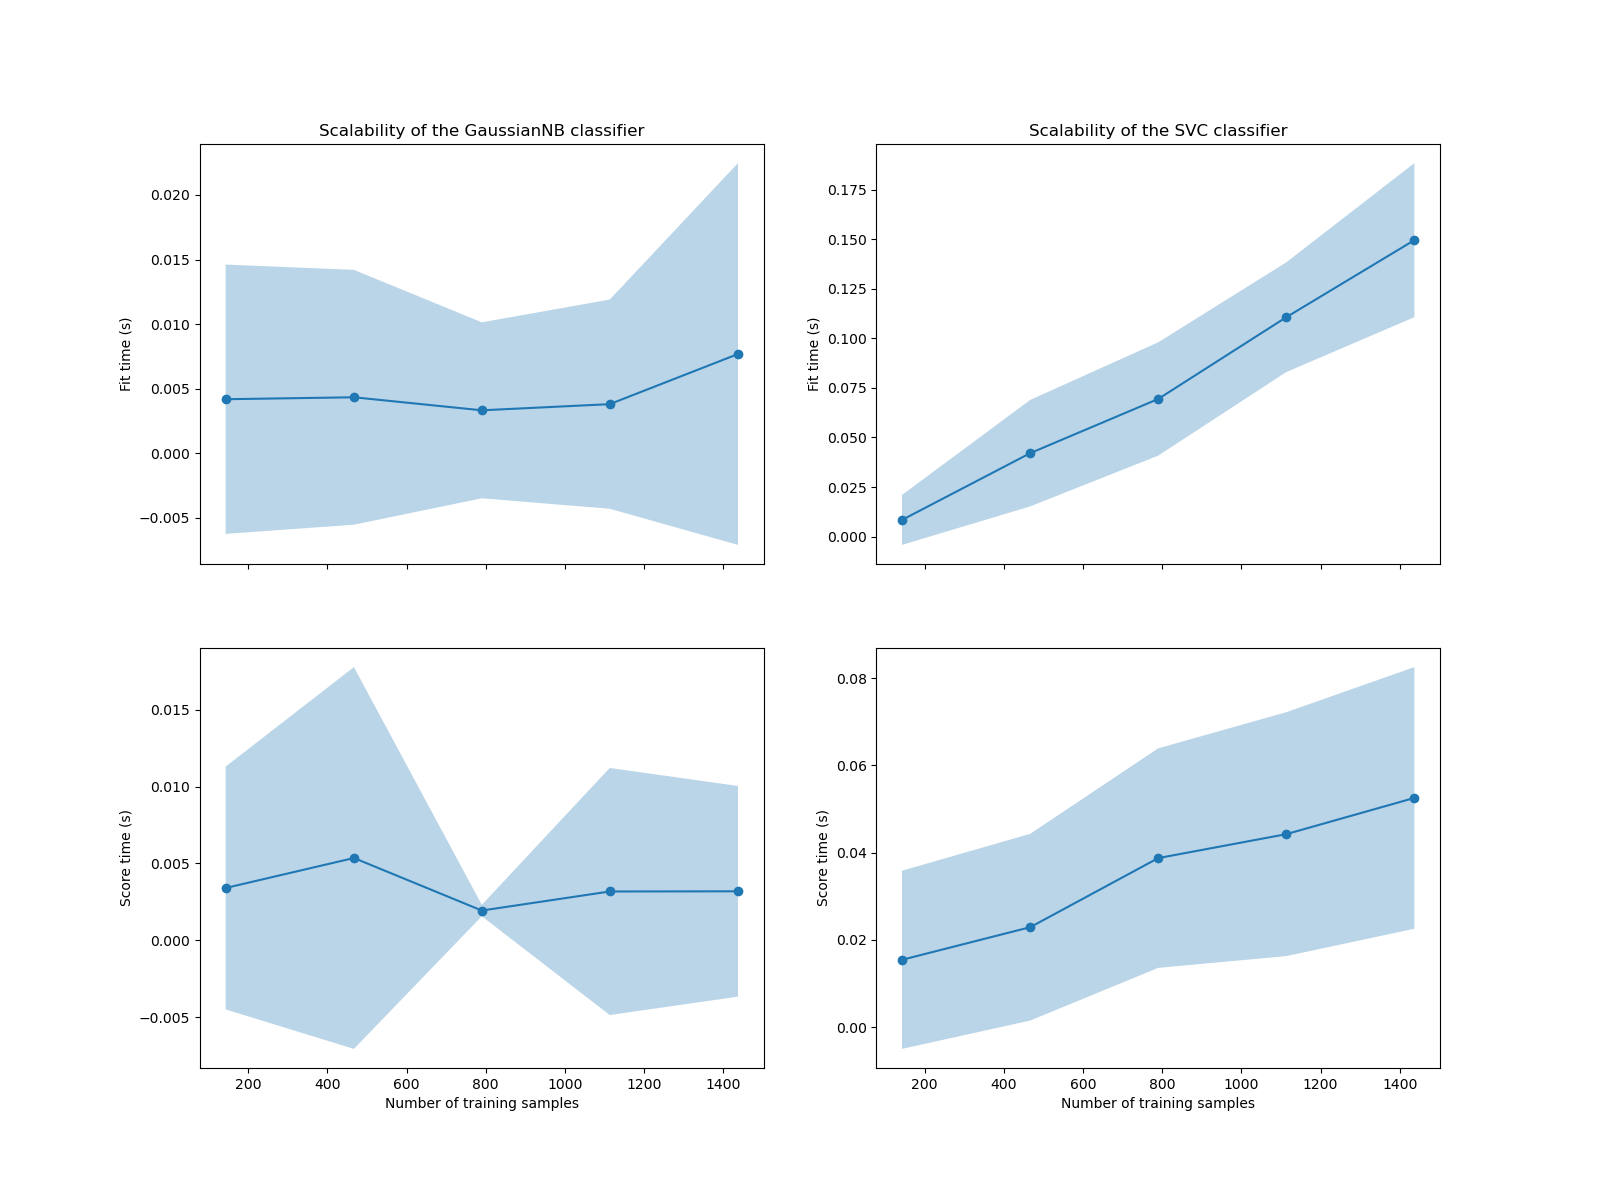 Scalability of the GaussianNB classifier
Fit time (s)
0.020
0.015
0.010
0.005
0.000
−0.005
Scalability of the SVC classifier
Fit time (s)
0.175
0.150
0.125
0.100
0.075
0.050
0.025
0.000
Score time (s)
0.015
0.010
0.005
0.000
−0.005
200 400 600 800 1000 1200 1400
Number of training samples
Score time (s)
0.08
0.06
0.04
0.02
0.00
200 400 600 800 1000 1200 1400
Number of training samples